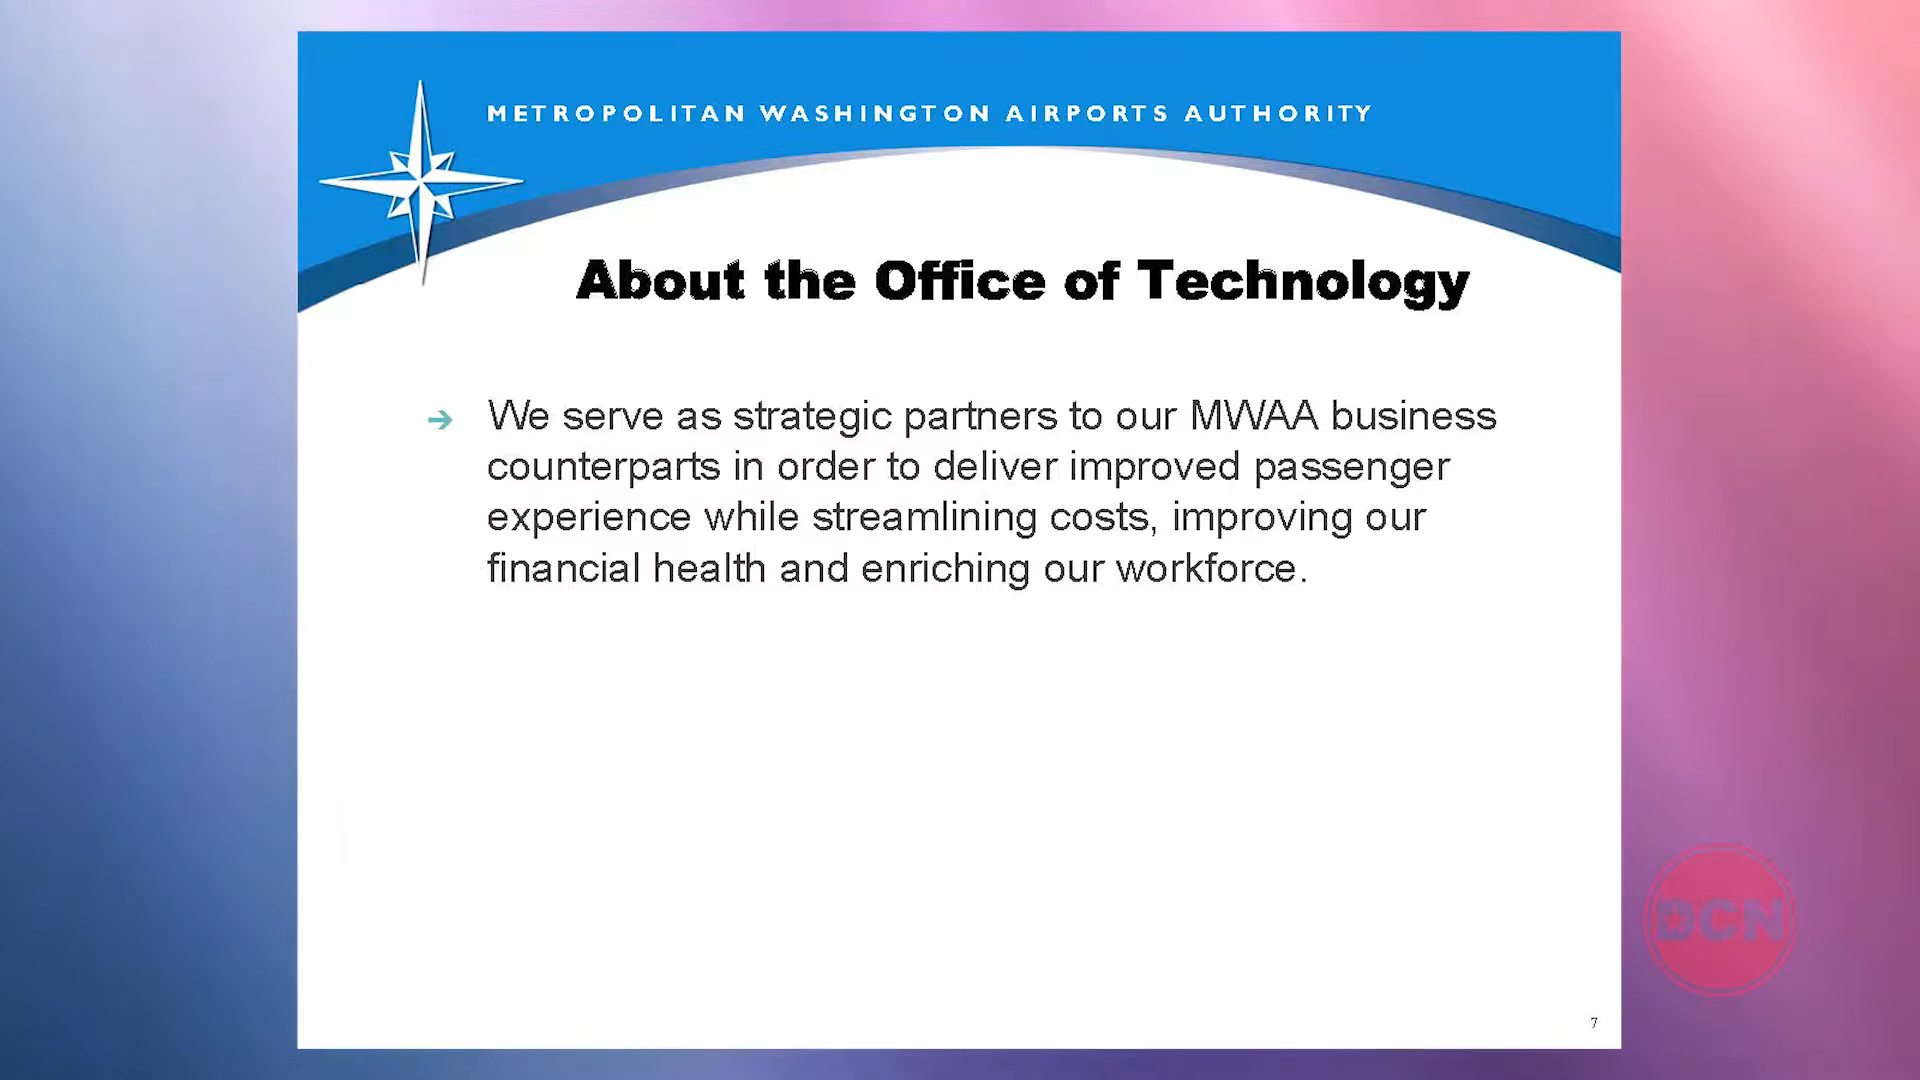 METROPOLITAN WASHINGTON AIRPORTS AUTHORITY
About the Office of Technology
→ We serve as strategic partners to our MWAA business
counterparts in order to deliver improved passenger
experience while streamlining costs, improving our
financial health and enriching our workforce.
DCN
7